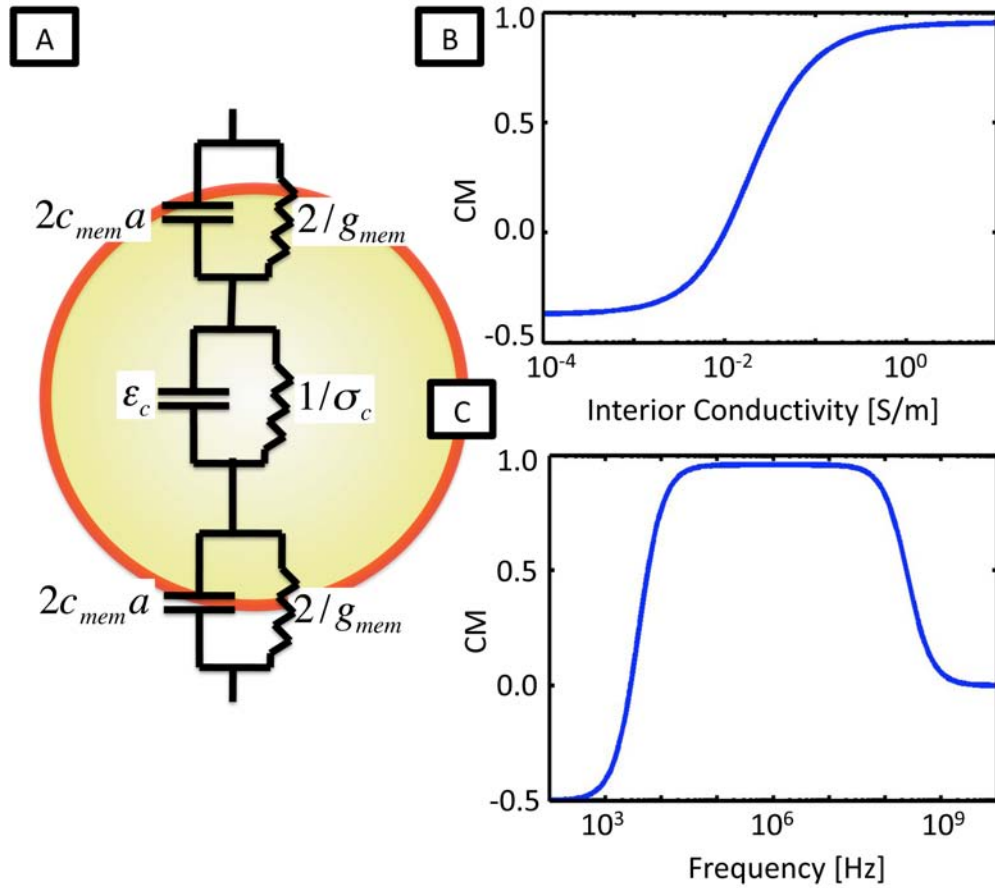 A
2c_mem a
2/g_mem
ε_c
1/σ_c
2c_mem a
2/g_mem
B
CM
1.0
0.5
0.0
-0.5
10^-4
10^-2
10^0
Interior Conductivity [S/m]
C
CM
1.0
0.5
0.0
-0.5
10^3
10^6
10^9
Frequency [Hz]